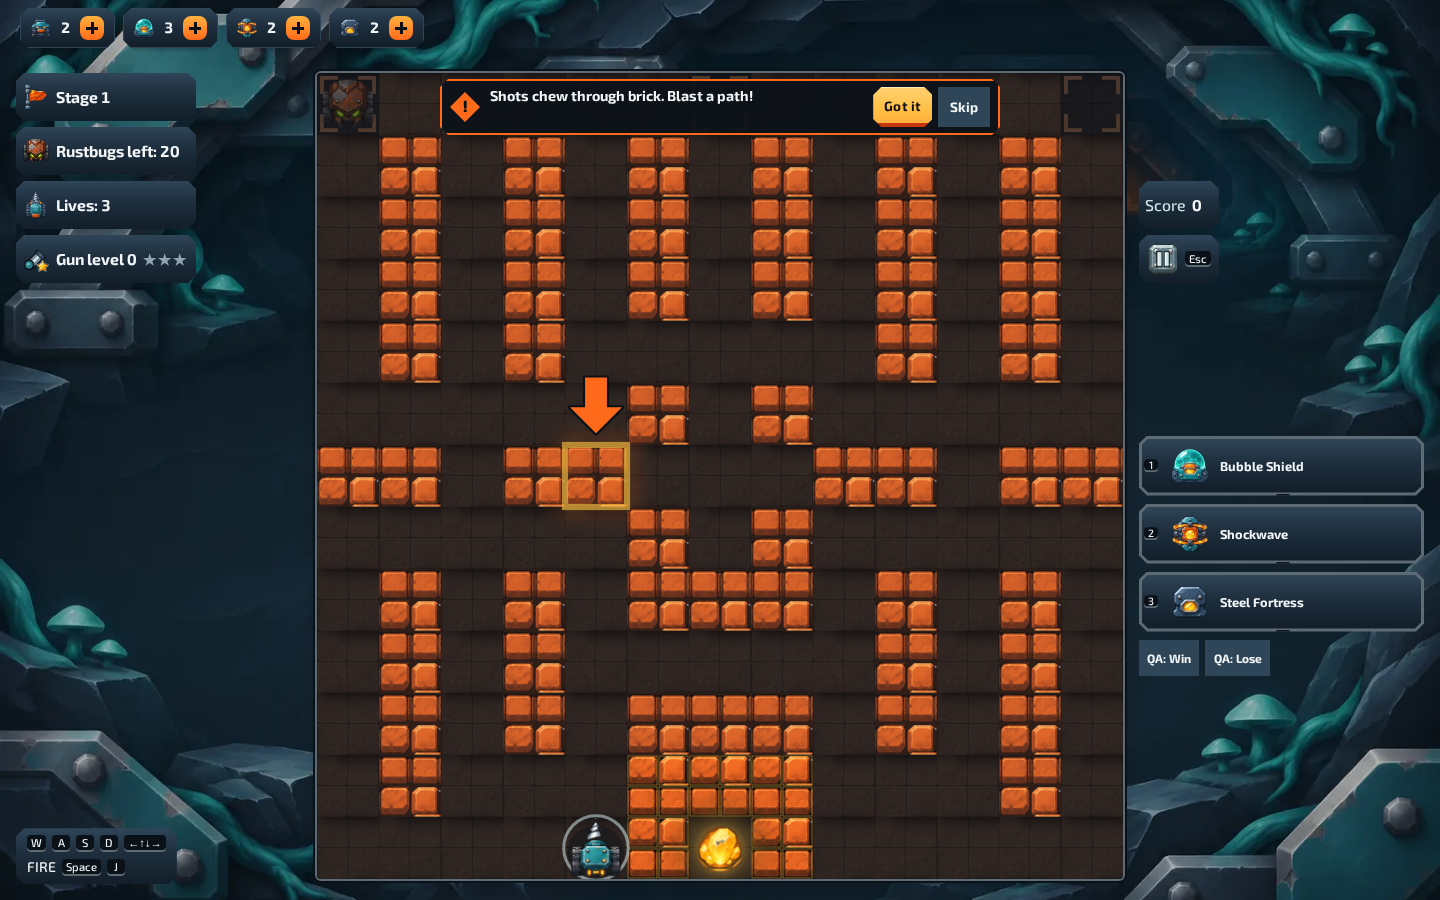 2
3
2
2
Stage 1
Rustbugs left: 20
Lives: 3
Gun level 0
Shots chew through brick. Blast a path!
Got it
Skip
Score 0
Esc
1 Bubble Shield
2 Shockwave
3 Steel Fortress
QA: Win
QA: Lose
W A S D ←↑↓→
FIRE Space J